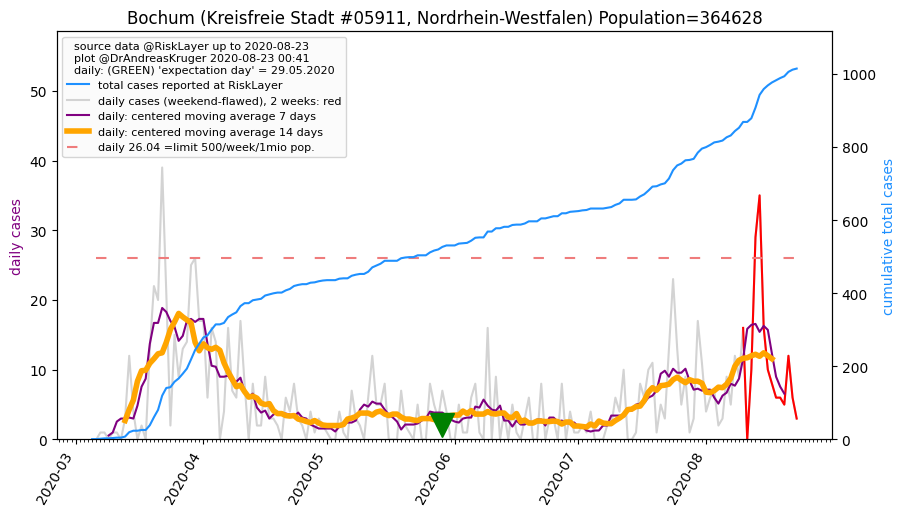 Bochum (Kreisfreie Stadt #05911, Nordrhein-Westfalen) Population=364628
source data @RiskLayer up to 2020-08-23
plot @DrAndreasKruger 2020-08-23 00:41
daily: (GREEN) 'expectation day' = 29.05.2020
total cases reported at RiskLayer
daily cases (weekend-flawed), 2 weeks: red
daily: centered moving average 7 days
daily: centered moving average 14 days
daily 26.04 =limit 500/week/1mio pop.
daily cases
50
40
30
20
10
0
1000
800
600
400
200
0
cumulative total cases
2020-03
2020-04
2020-05
2020-06
2020-07
2020-08